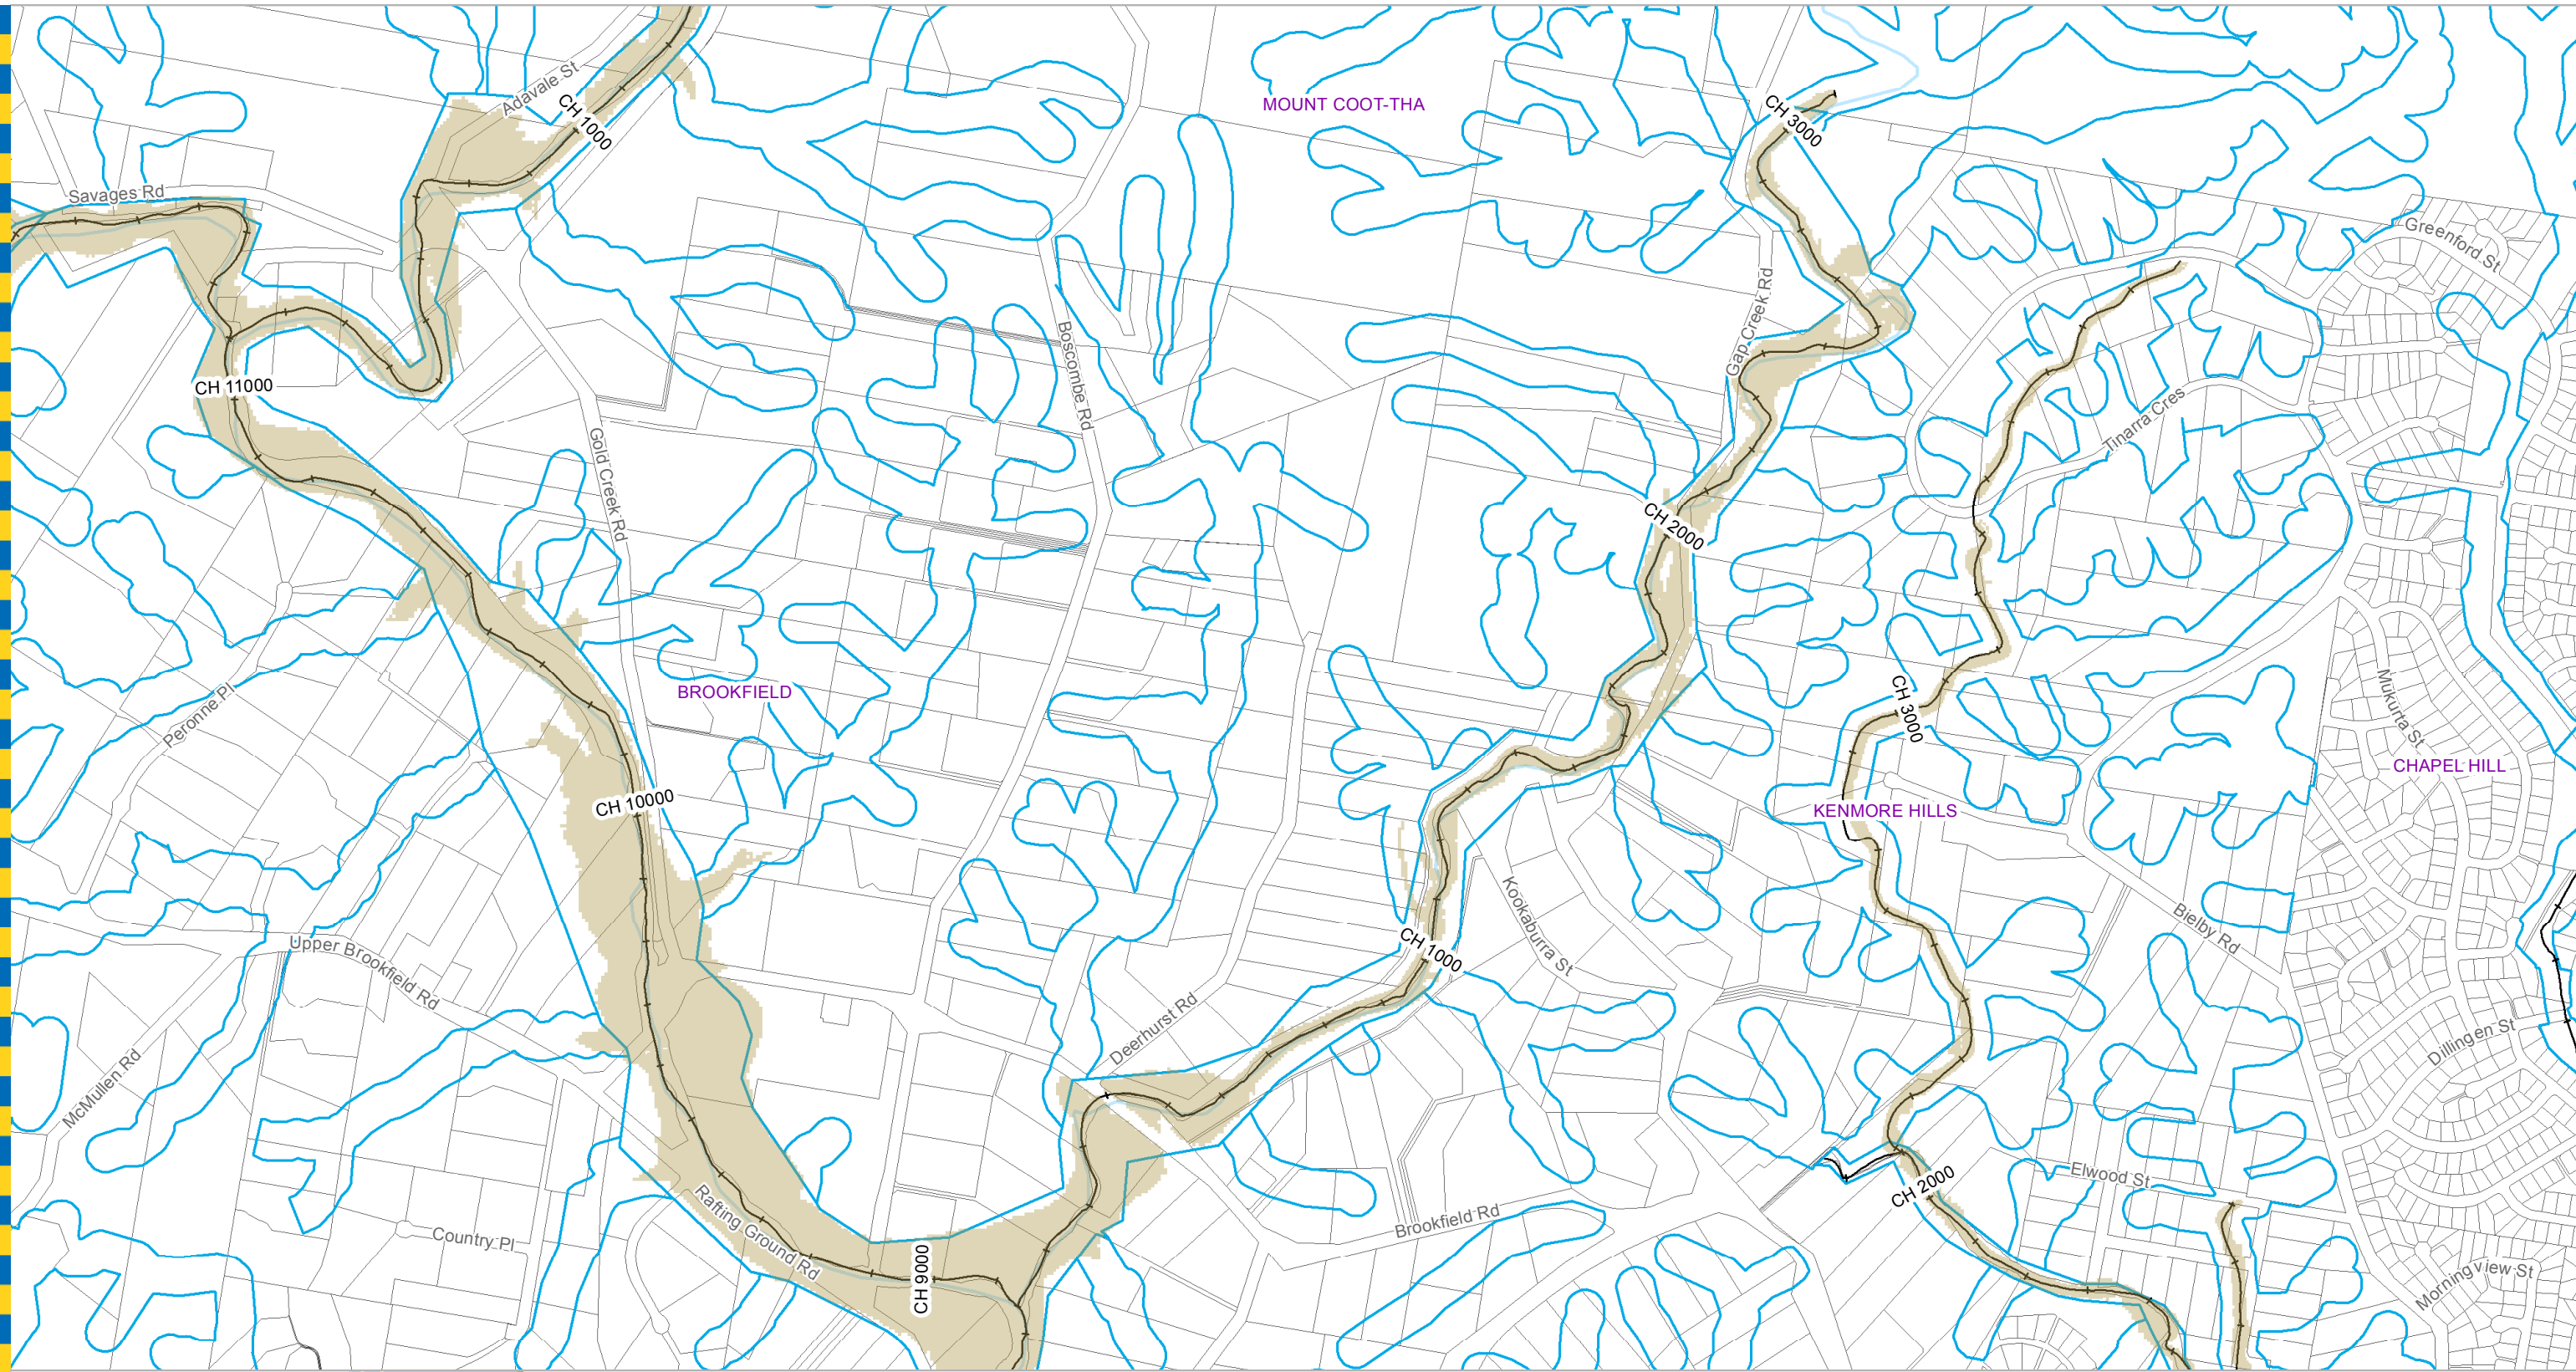 Adavale St
CH 1000
MOUNT COOT-THA
CH 3000
Savages Rd
Greenford St
Gap Creek Rd
Boscombe Rd
CH 11000
Tinarra Cres
Gold Creek Rd
CH 2000
Peronne Pl
BROOKFIELD
CH 3000
Mukurta St
CHAPEL HILL
CH 10000
KENMORE HILLS
Kookaburra St
Bielby Rd
Upper Brookfield Rd
CH 1000
Deerhurst Rd
Dillingen St
McMullen Rd
Elwood St
CH 2000
Rafting Ground Rd
Brookfield Rd
Country Pl
CH 9000
Morningview St